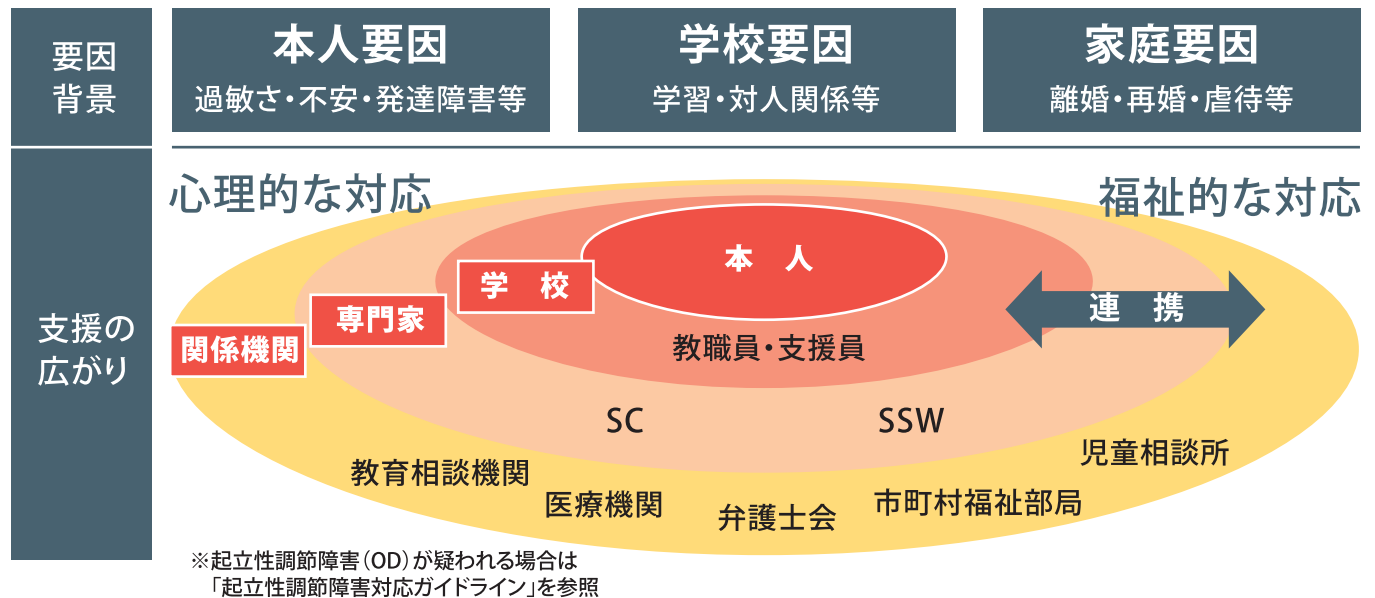 要因
背景
本人要因
過敏さ・不安・発達障害等
学校要因
学習・対人関係等
家庭要因
離婚・再婚・虐待等
支援の
広がり
心理的な対応
福祉的な対応
本 人
学 校
専門家
関係機関
連 携
教職員・支援員
SC
SSW
教育相談機関
医療機関
弁護士会
市町村福祉部局
児童相談所
※起立性調節障害(OD)が疑われる場合は
「起立性調節障害対応ガイドライン」を参照